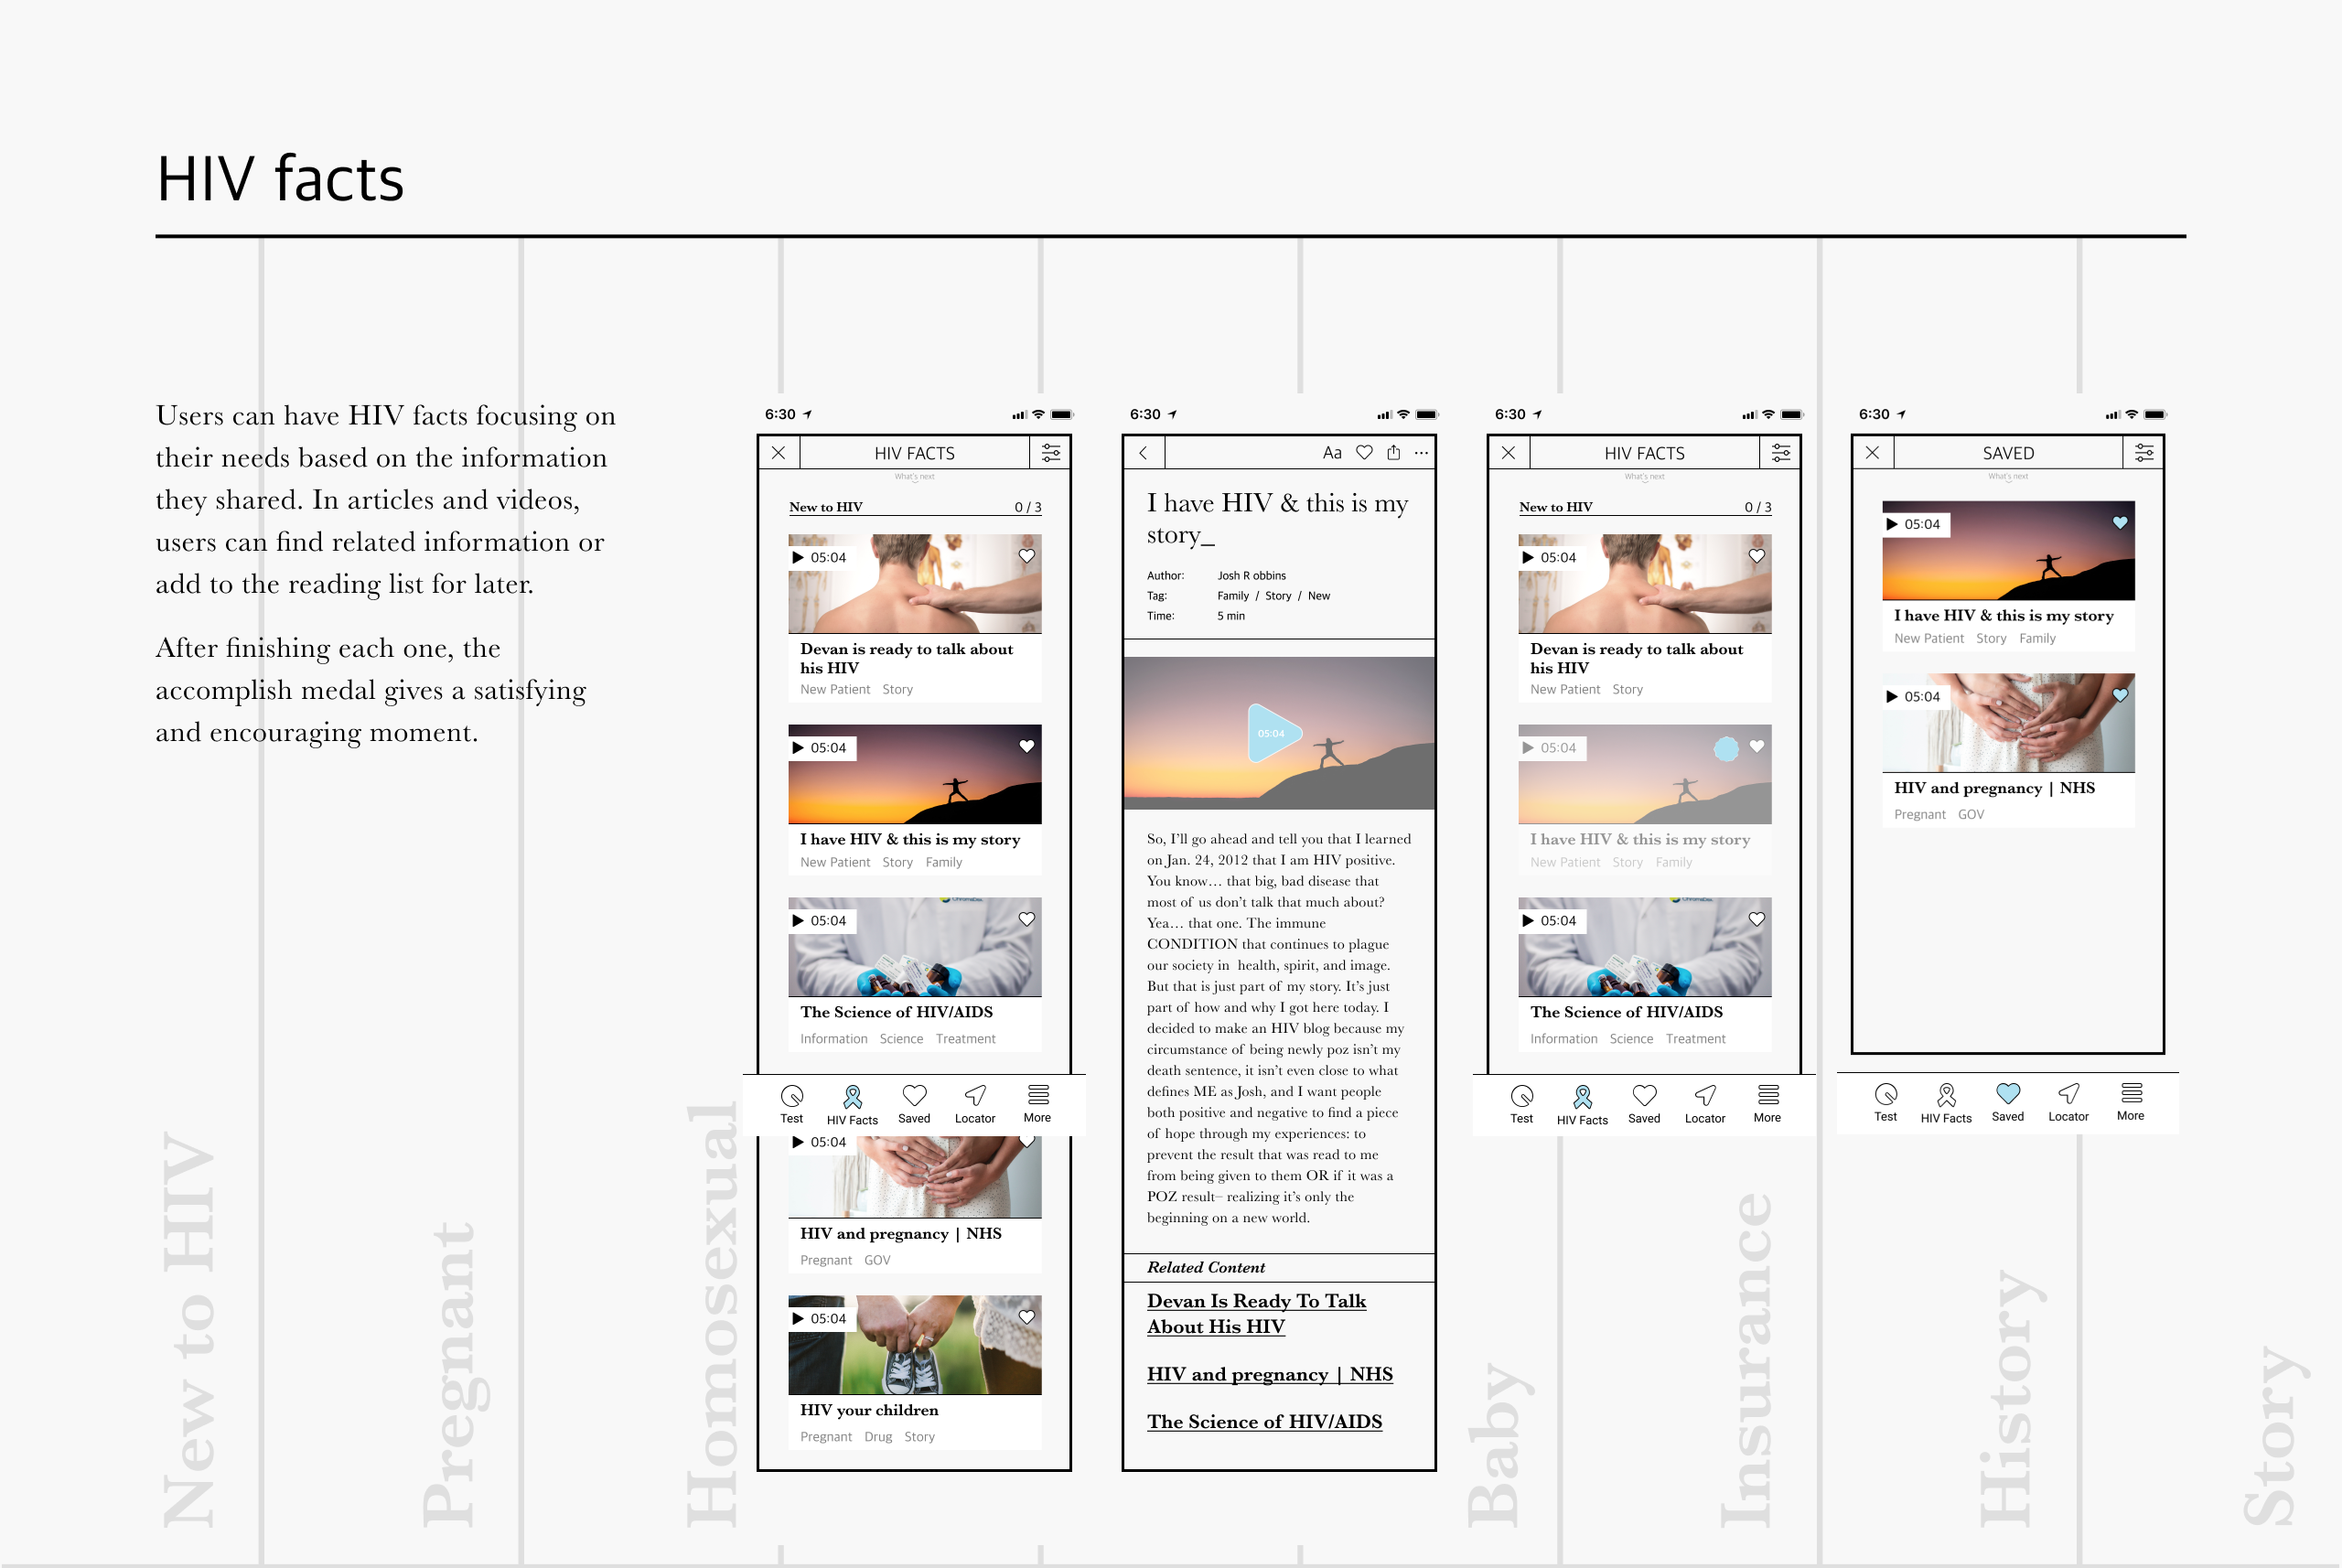 HIV facts
Users can have HIV facts focusing on
their needs based on the information
they shared. In articles and videos,
users can find related information or
add to the reading list for later.
After finishing each one, the
accomplish medal gives a satisfying
and encouraging moment.
6:30
HIV FACTS
What's next
New to HIV 0 / 3
05:04
Devan is ready to talk about
his HIV
New Patient Story
05:04
I have HIV & this is my story
New Patient Story Family
05:04
The Science of HIV/AIDS
Information Science Treatment
Test HIV Facts Saved Locator More
05:04
HIV and pregnancy | NHS
Pregnant GOV
05:04
HIV your children
Pregnant Drug Story
6:30
Aa
I have HIV & this is my
story_
Author: Josh R obbins
Tag: Family / Story / New
Time: 5 min
05:04
So, I'll go ahead and tell you that I learned
on Jan. 24, 2012 that I am HIV positive.
You know… that big, bad disease that
most of us don't talk that much about?
Yea… that one. The immune
CONDITION that continues to plague
our society in health, spirit, and image.
But that is just part of my story. It's just
part of how and why I got here today. I
decided to make an HIV blog because my
circumstance of being newly poz isn't my
death sentence, it isn't even close to what
defines ME as Josh, and I want people
both positive and negative to find a piece
of hope through my experiences: to
prevent the result that was read to me
from being given to them OR if it was a
POZ result– realizing it's only the
beginning on a new world.
Related Content
Devan Is Ready To Talk
About His HIV
HIV and pregnancy | NHS
The Science of HIV/AIDS
6:30
HIV FACTS
What's next
New to HIV 0 / 3
05:04
Devan is ready to talk about
his HIV
New Patient Story
05:04
I have HIV & this is my story
New Patient Story Family
05:04
The Science of HIV/AIDS
Information Science Treatment
Test HIV Facts Saved Locator More
6:30
SAVED
What's next
05:04
I have HIV & this is my story
New Patient Story Family
05:04
HIV and pregnancy | NHS
Pregnant GOV
Test HIV Facts Saved Locator More
New to HIV
Pregnant
Homosexual
Baby
Insurance
History
Story